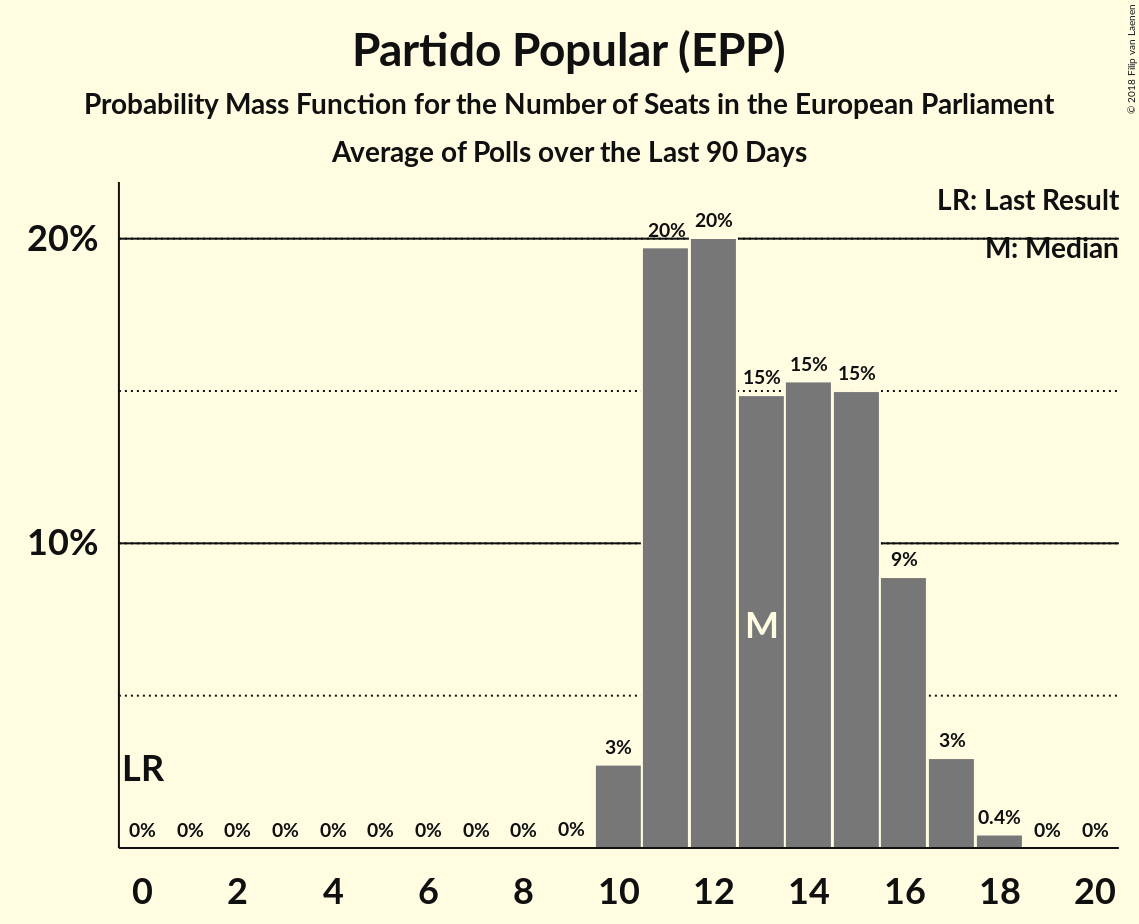 Partido Popular (EPP)
Probability Mass Function for the Number of Seats in the European Parliament
Average of Polls over the Last 90 Days
© 2018 Filip van Laenen
LR: Last Result
M: Median
20%
10%
20%
20%
15%
15%
15%
9%
M
3%
3%
0.4%
LR
0% 0% 0% 0% 0% 0% 0% 0% 0% 0% 0% 0%
0 2 4 6 8 10 12 14 16 18 20